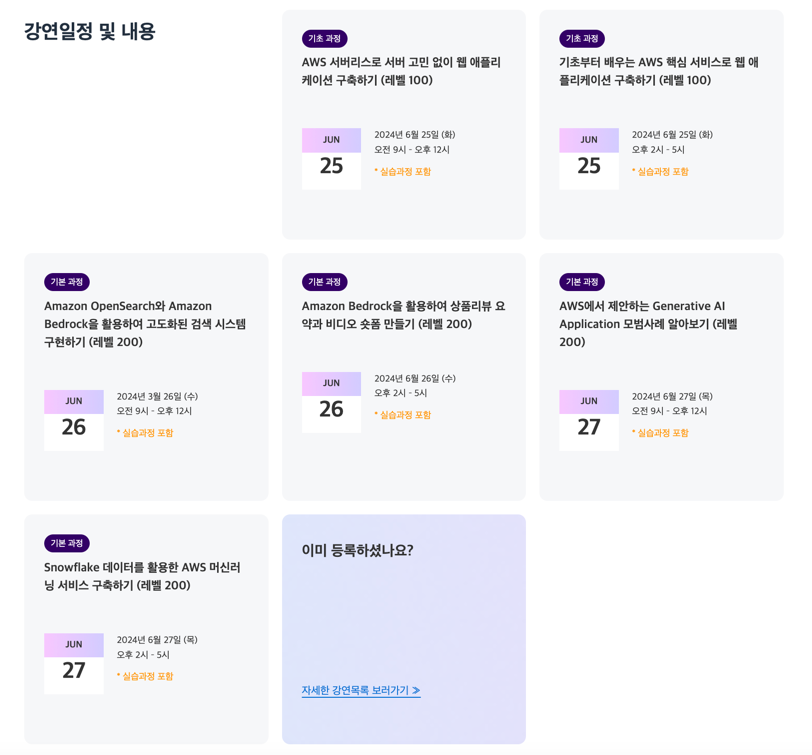 강연일정 및 내용
기초 과정
AWS 서버리스로 서버 고민 없이 웹 애플리
케이션 구축하기 (레벨 100)
JUN
25
2024년 6월 25일 (화)
오전 9시 - 오후 12시
* 실습과정 포함
기초 과정
기초부터 배우는 AWS 핵심 서비스로 웹 애
플리케이션 구축하기 (레벨 100)
JUN
25
2024년 6월 25일 (화)
오후 2시 - 5시
* 실습과정 포함
기본 과정
Amazon OpenSearch와 Amazon
Bedrock을 활용하여 고도화된 검색 시스템
구현하기 (레벨 200)
JUN
26
2024년 3월 26일 (수)
오전 9시 - 오후 12시
* 실습과정 포함
기본 과정
Amazon Bedrock을 활용하여 상품리뷰 요
약과 비디오 숏폼 만들기 (레벨 200)
JUN
26
2024년 6월 26일 (수)
오후 2시 - 5시
* 실습과정 포함
기본 과정
AWS에서 제안하는 Generative AI
Application 모범사례 알아보기 (레벨
200)
JUN
27
2024년 6월 27일 (목)
오전 9시 - 오후 12시
* 실습과정 포함
기본 과정
Snowflake 데이터를 활용한 AWS 머신러
닝 서비스 구축하기 (레벨 200)
JUN
27
2024년 6월 27일 (목)
오후 2시 - 5시
* 실습과정 포함
이미 등록하셨나요?
자세한 강연목록 보러가기 »